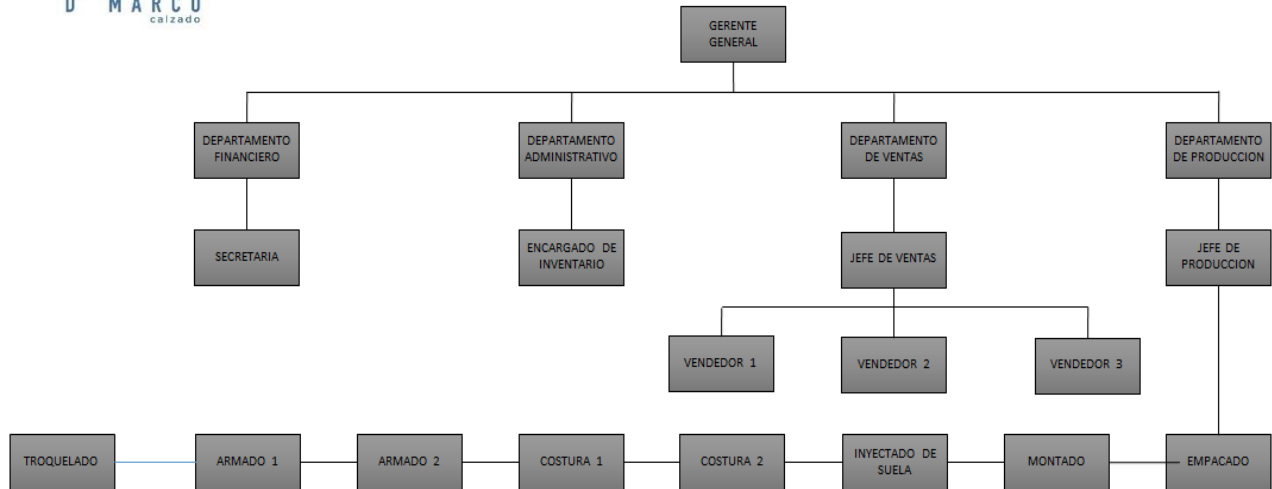 D' MARCO
calzado
GERENTE
GENERAL
DEPARTAMENTO
FINANCIERO
DEPARTAMENTO
ADMINISTRATIVO
DEPARTAMENTO
DE VENTAS
DEPARTAMENTO
DE PRODUCCION
SECRETARIA
ENCARGADO DE
INVENTARIO
JEFE DE VENTAS
JEFE DE
PRODUCCION
VENDEDOR 1
VENDEDOR 2
VENDEDOR 3
TROQUELADO
ARMADO 1
ARMADO 2
COSTURA 1
COSTURA 2
INYECTADO DE
SUELA
MONTADO
EMPACADO